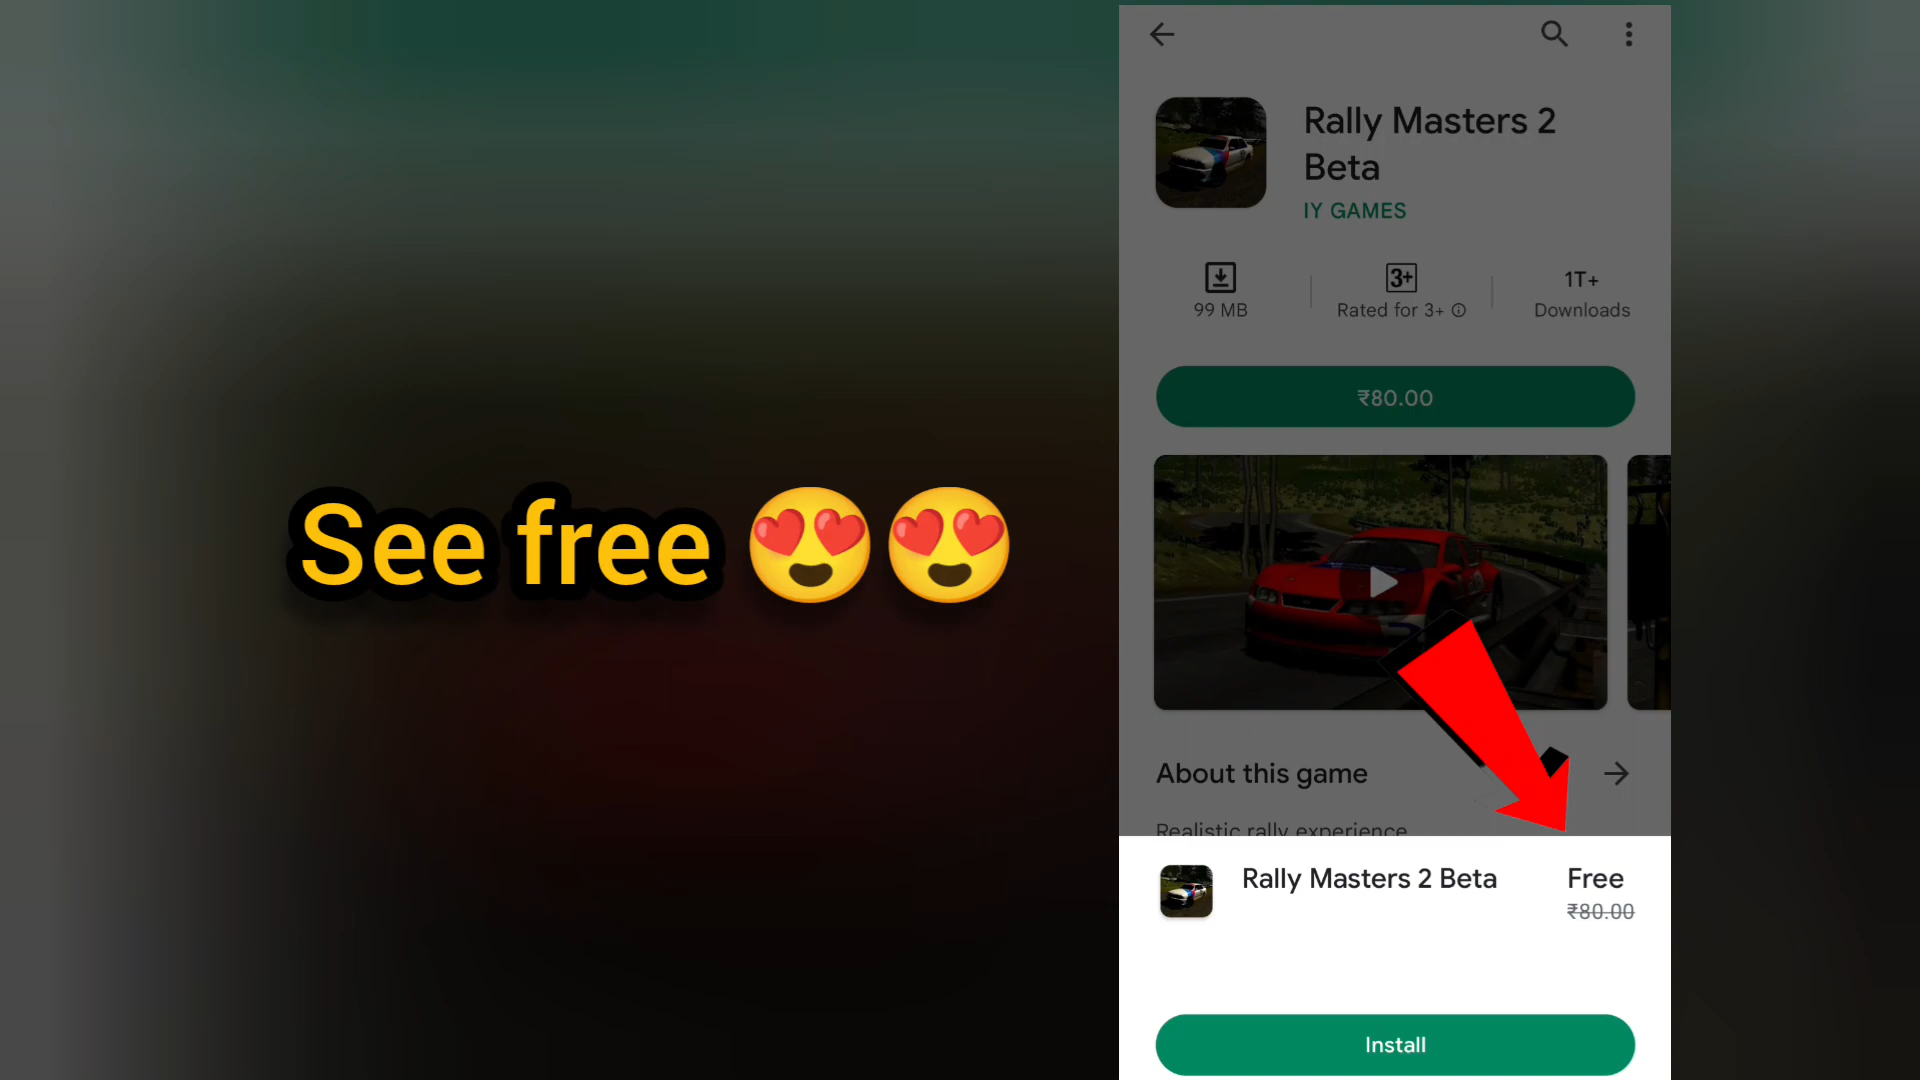 Rally Masters 2
Beta
IY GAMES
3+
1T+
99 MB
Rated for 3+
Downloads
₹80.00
See free 😍😍
About this game
Realistic rally experience
Rally Masters 2 Beta
Free
₹80.00
Install